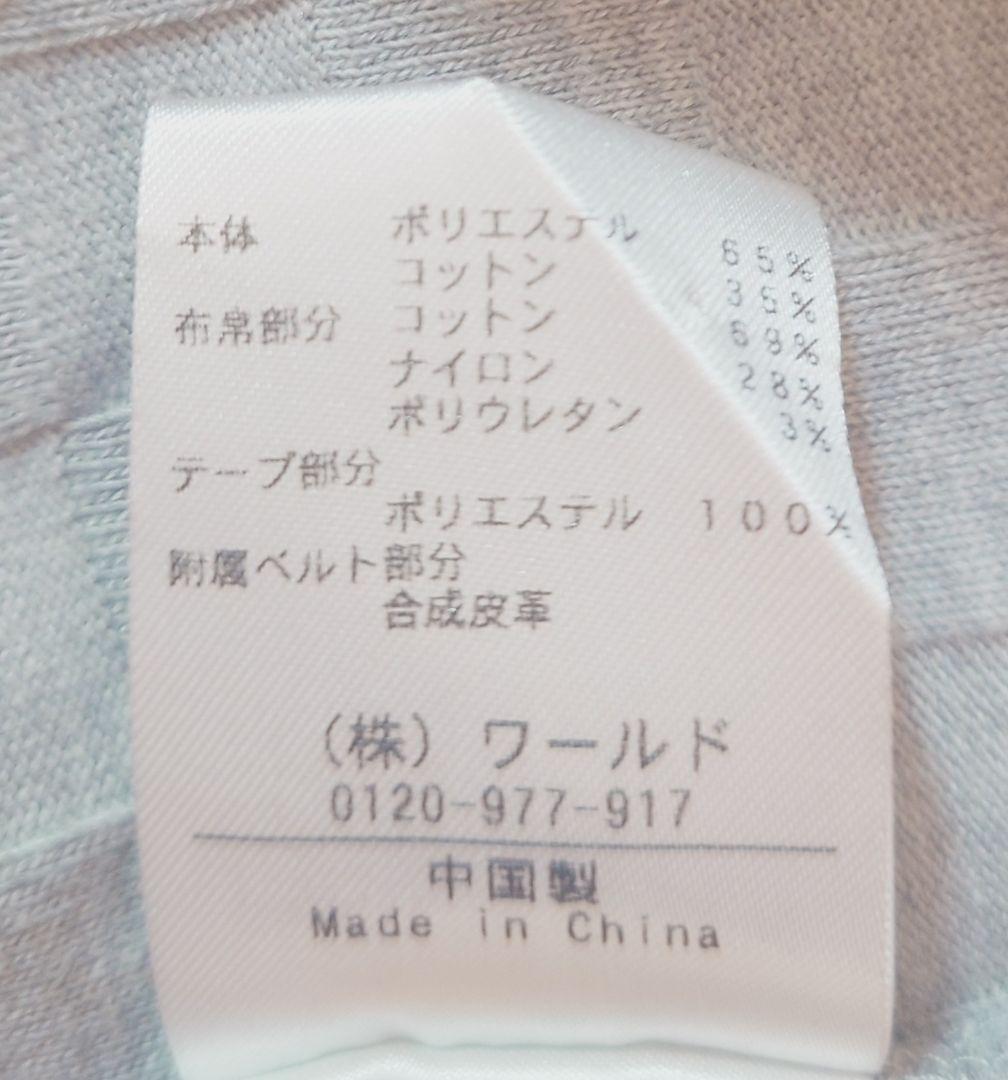 本体 ポリエステル 65%
コットン 35%
布帛部分 コットン 69%
ナイロン 28%
ポリウレタン 3%
テープ部分
ポリエステル 100%
附属ベルト部分
合成皮革
(株) ワールド
0120-977-917
中国製
Made in China